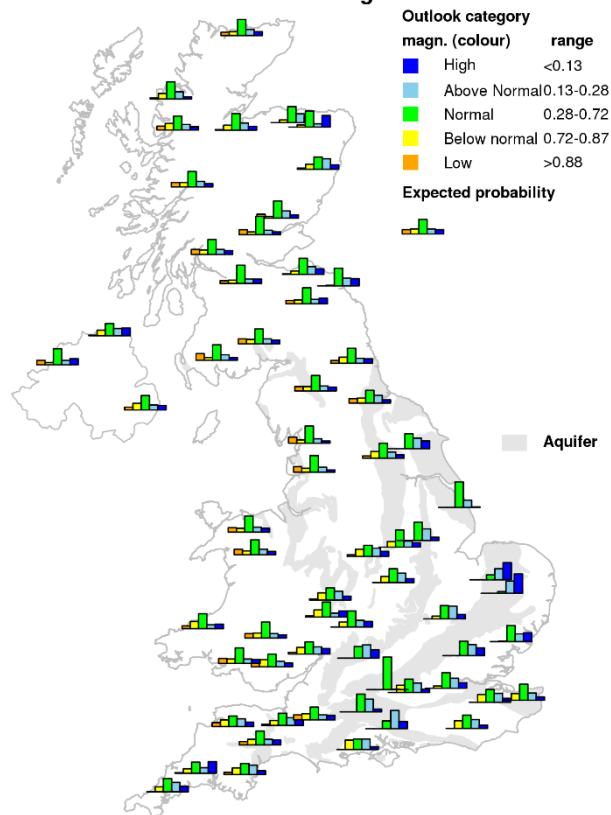 Outlook category
magn. (colour) range
High <0.13
Above Normal 0.13-0.28
Normal 0.28-0.72
Below normal 0.72-0.87
Low >0.88
Expected probability
Aquifer